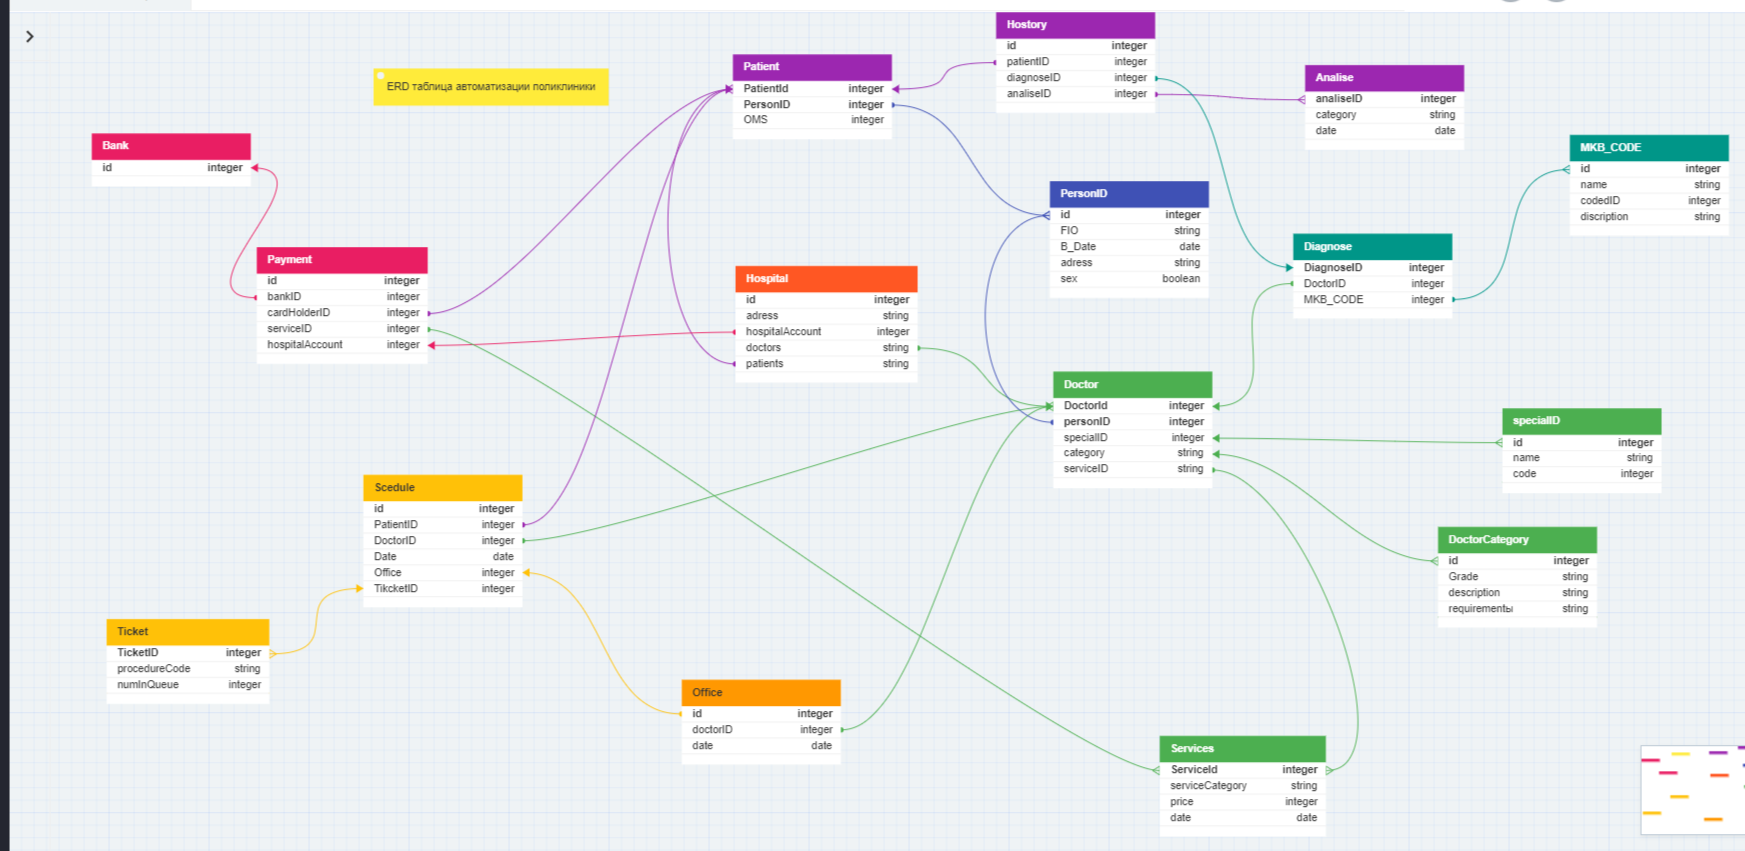 ERD таблица автоматизации поликлиники
Hostory
id integer
patientID integer
diagnoseID integer
analiseID integer
Patient
PatientId integer
PersonID integer
OMS integer
Analise
analiseID integer
category string
date date
Bank
id integer
MKB_CODE
id integer
name string
codedID integer
discription string
PersonID
id integer
FIO string
B_Date date
adress string
sex boolean
Diagnose
DiagnoseID integer
DoctorID integer
MKB_CODE integer
Payment
id integer
bankID integer
cardHolderID integer
serviceID integer
hospitalAccount integer
Hospital
id integer
adress string
hospitalAccount integer
doctors string
patients string
Doctor
DoctorId integer
personID integer
specialID integer
category string
serviceID string
specialID
id integer
name string
code integer
Scedule
id integer
PatientID integer
DoctorID integer
Date date
Office integer
TikcketID integer
DoctorCategory
id integer
Grade string
description string
requirementы string
Ticket
TicketID integer
procedureCode string
numInQueue integer
Office
id integer
doctorID integer
date date
Services
ServiceId integer
serviceCategory string
price integer
date date